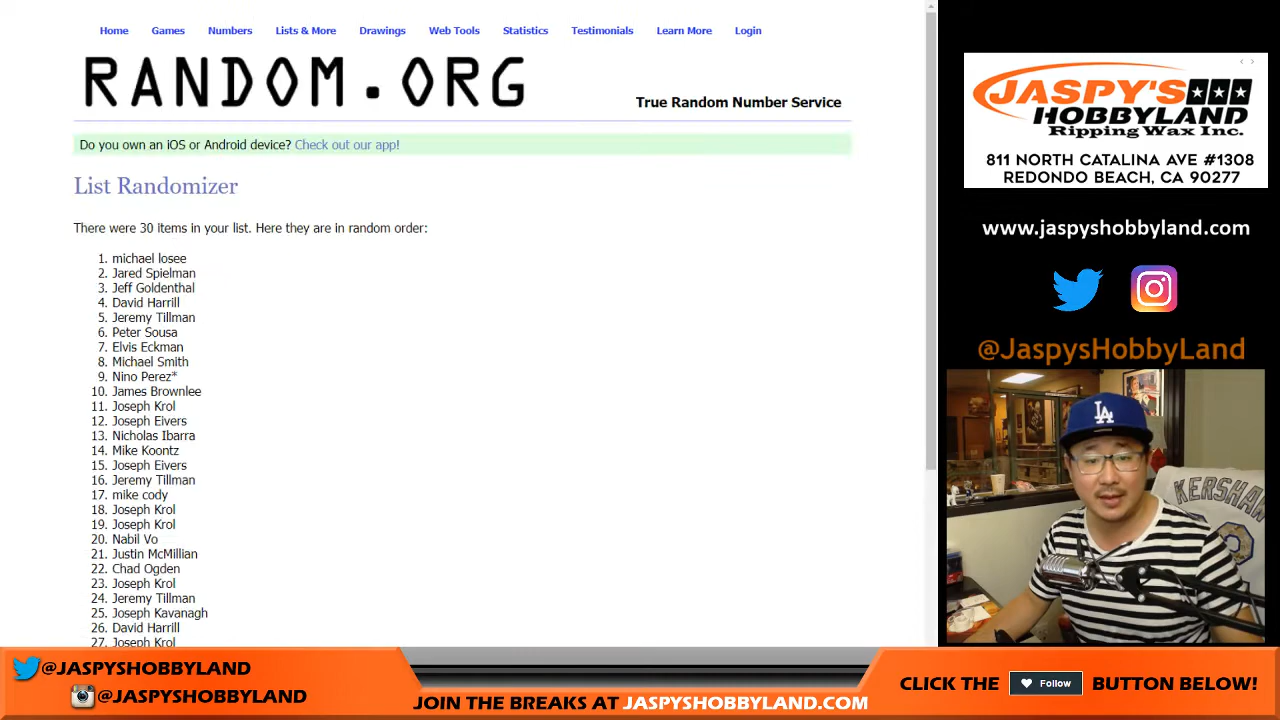 Home Games Numbers Lists & More Drawings Web Tools Statistics Testimonials Learn More Login
RANDOM.ORG
True Random Number Service
Do you own an iOS or Android device? Check out our app!
List Randomizer
There were 30 items in your list. Here they are in random order:
1. michael losee
2. Jared Spielman
3. Jeff Goldenthal
4. David Harrill
5. Jeremy Tillman
6. Peter Sousa
7. Elvis Eckman
8. Michael Smith
9. Nino Perez*
10. James Brownlee
11. Joseph Krol
12. Joseph Eivers
13. Nicholas Ibarra
14. Mike Koontz
15. Joseph Eivers
16. Jeremy Tillman
17. mike cody
18. Joseph Krol
19. Joseph Krol
20. Nabil Vo
21. Justin McMillian
22. Chad Ogden
23. Joseph Krol
24. Jeremy Tillman
25. Joseph Kavanagh
26. David Harrill
27. Joseph Krol
JASPY'S
HOBBYLAND
Ripping Wax Inc.
811 NORTH CATALINA AVE #1308
REDONDO BEACH, CA 90277
www.jaspyshobbyland.com
@JaspysHobbyLand
LA
KERSHAW
@JASPYSHOBBYLAND
@JASPYSHOBBYLAND
JOIN THE BREAKS AT JASPYSHOBBYLAND.COM
CLICK THE Follow BUTTON BELOW!